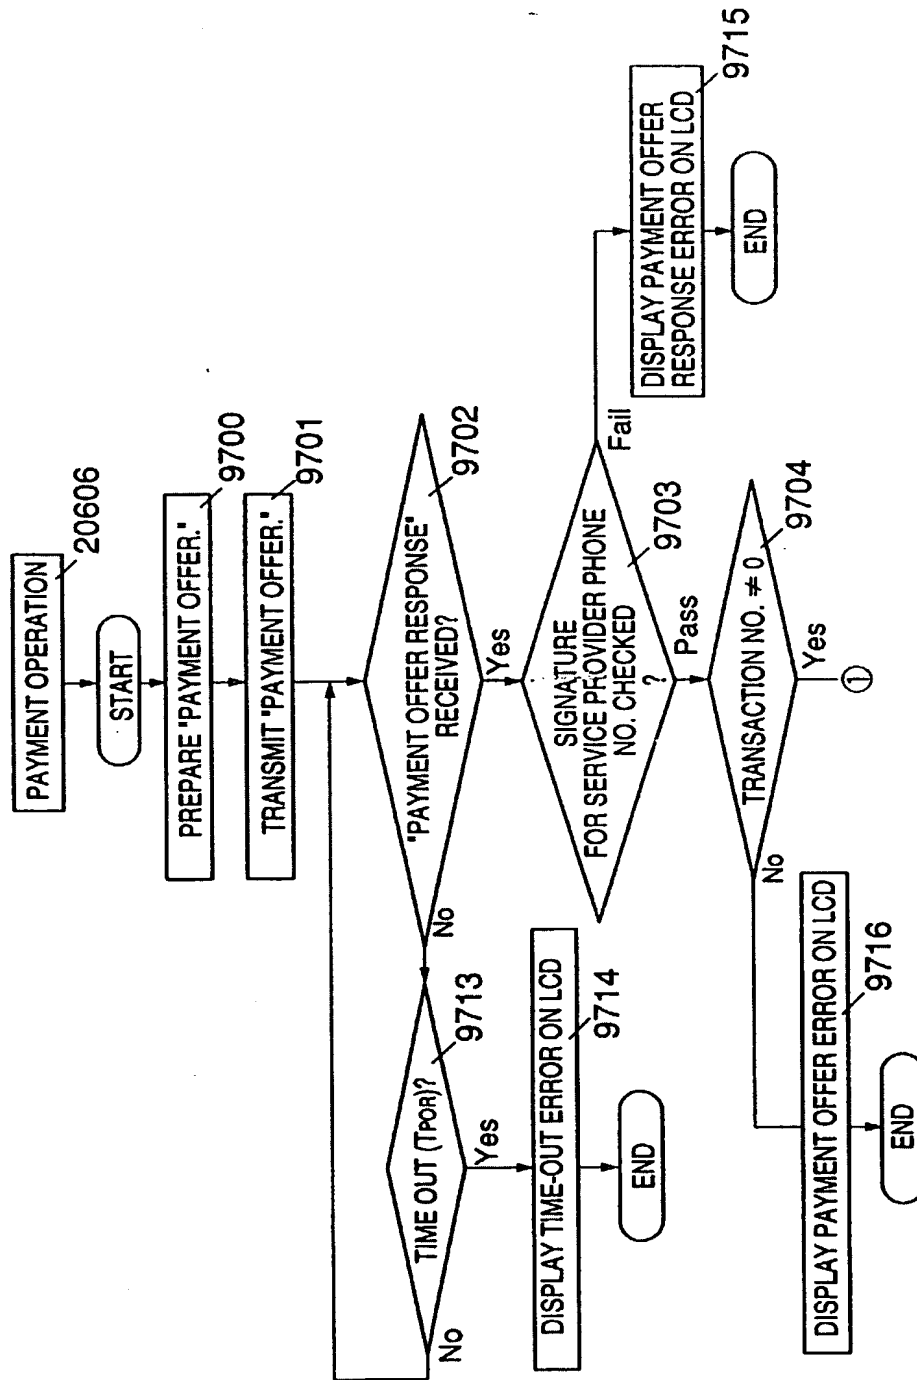 PAYMENT OPERATION
20606
START
PREPARE "PAYMENT OFFER."
9700
TRANSMIT "PAYMENT OFFER."
9701
"PAYMENT OFFER RESPONSE"
RECEIVED?
9702
No
Yes
TIME OUT (TPOR)?
9713
No
Yes
DISPLAY TIME-OUT ERROR ON LCD
9714
END
SIGNATURE
FOR SERVICE PROVIDER PHONE
NO. CHECKED
?
9703
Fail
Pass
DISPLAY PAYMENT OFFER
RESPONSE ERROR ON LCD
9715
END
TRANSACTION NO. ≠ 0
9704
No
Yes
①
DISPLAY PAYMENT OFFER ERROR ON LCD
9716
END